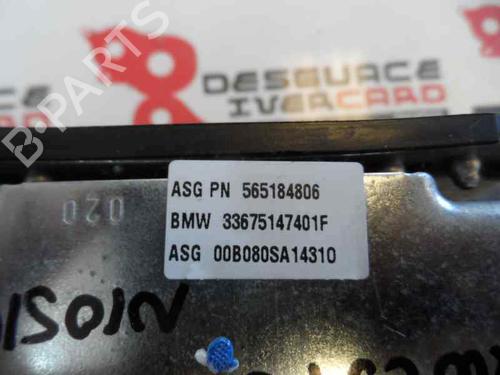 DESGUACE
IVERCARD
B-PARTS
020
ASG PN 565184806
BMW 33675147401F
ASG 00B080SA14310